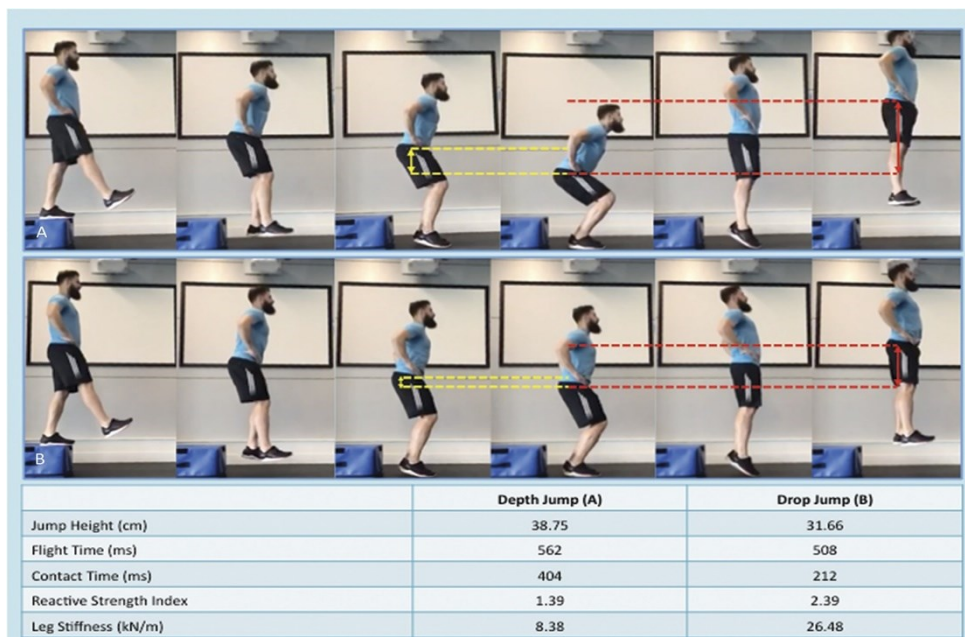 A
B
Depth Jump (A) Drop Jump (B)
Jump Height (cm) 38.75 31.66
Flight Time (ms) 562 508
Contact Time (ms) 404 212
Reactive Strength Index 1.39 2.39
Leg Stiffness (kN/m) 8.38 26.48